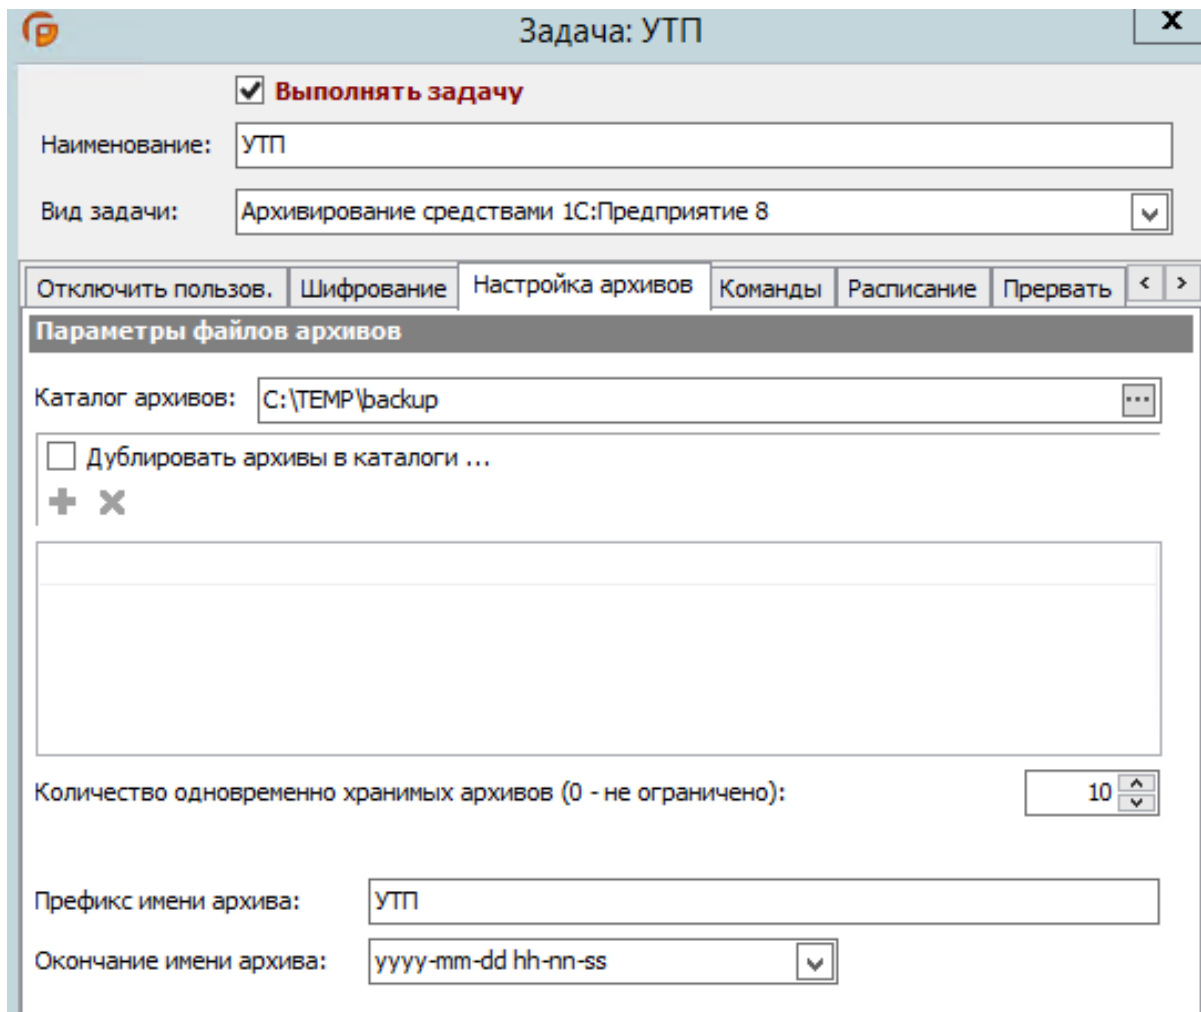 Задача: УТП
x
Выполнять задачу
Наименование: УТП
Вид задачи: Архивирование средствами 1С:Предприятие 8
Отключить пользов. Шифрование Настройка архивов Команды Расписание Прервать < >
Параметры файлов архивов
Каталог архивов: C:\TEMP\backup ...
Дублировать архивы в каталоги ...
Количество одновременно хранимых архивов (0 - не ограничено): 10
Префикс имени архива: УТП
Окончание имени архива: yyyy-mm-dd hh-nn-ss